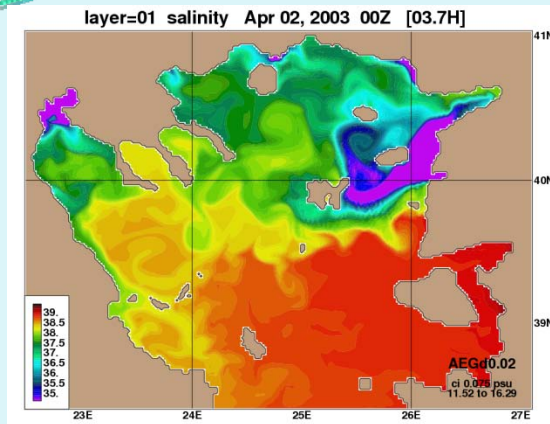 layer=01 salinity Apr 02, 2003 00Z [03.7H]
41N
40N
39N
39.
38.5
38.
37.5
37.
36.5
36.
35.5
35.
AEGd0.02
ci 0.075 psu
11.52 to 16.29
23E 24E 25E 26E 27E